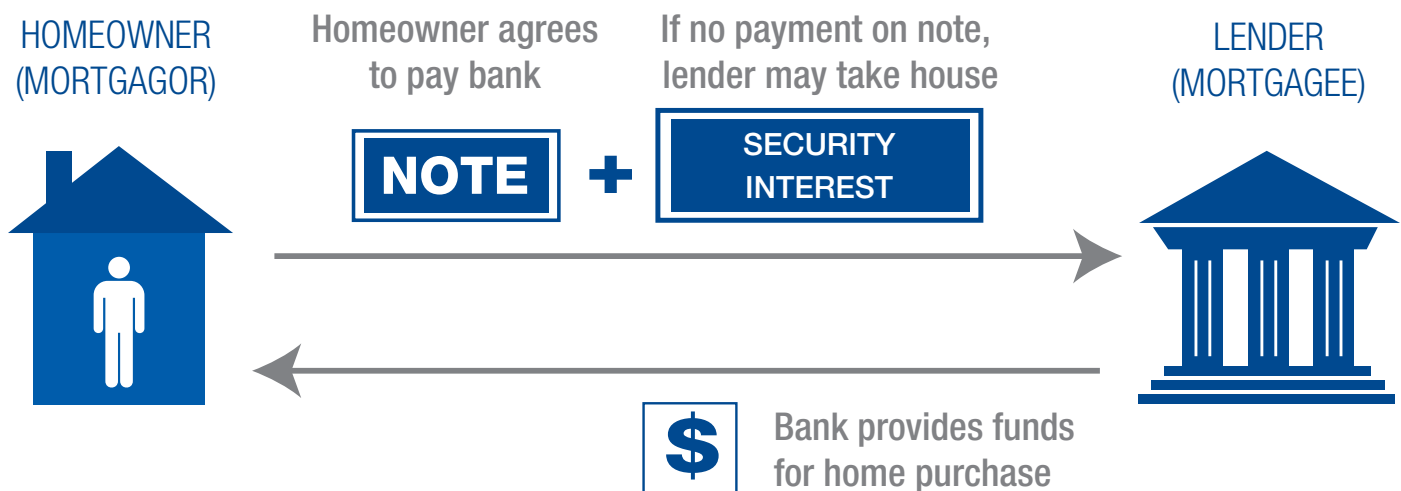 HOMEOWNER
(MORTGAGOR)
Homeowner agrees
to pay bank
If no payment on note,
lender may take house
LENDER
(MORTGAGEE)
NOTE
+
SECURITY
INTEREST
$
Bank provides funds
for home purchase